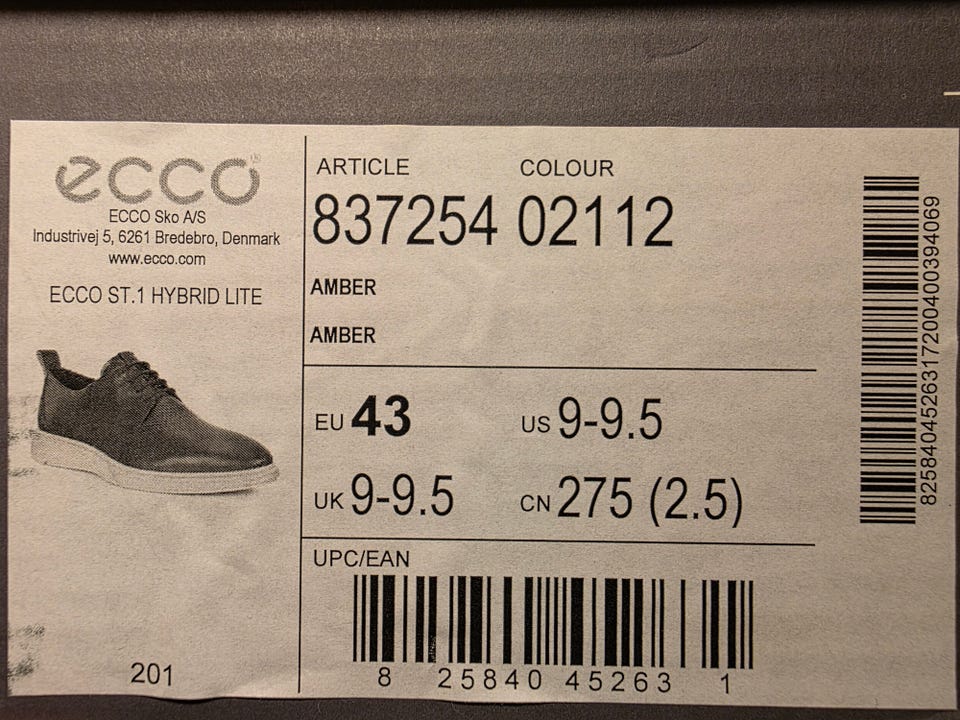 ecco®
ECCO Sko A/S
Industrivej 5, 6261 Bredebro, Denmark
www.ecco.com
ECCO ST.1 HYBRID LITE
201
ARTICLE COLOUR
837254 02112
AMBER
AMBER
EU 43 US 9-9.5
UK 9-9.5 CN 275 (2.5)
UPC/EAN
8 25840 45263 1
8258404526317200400394069